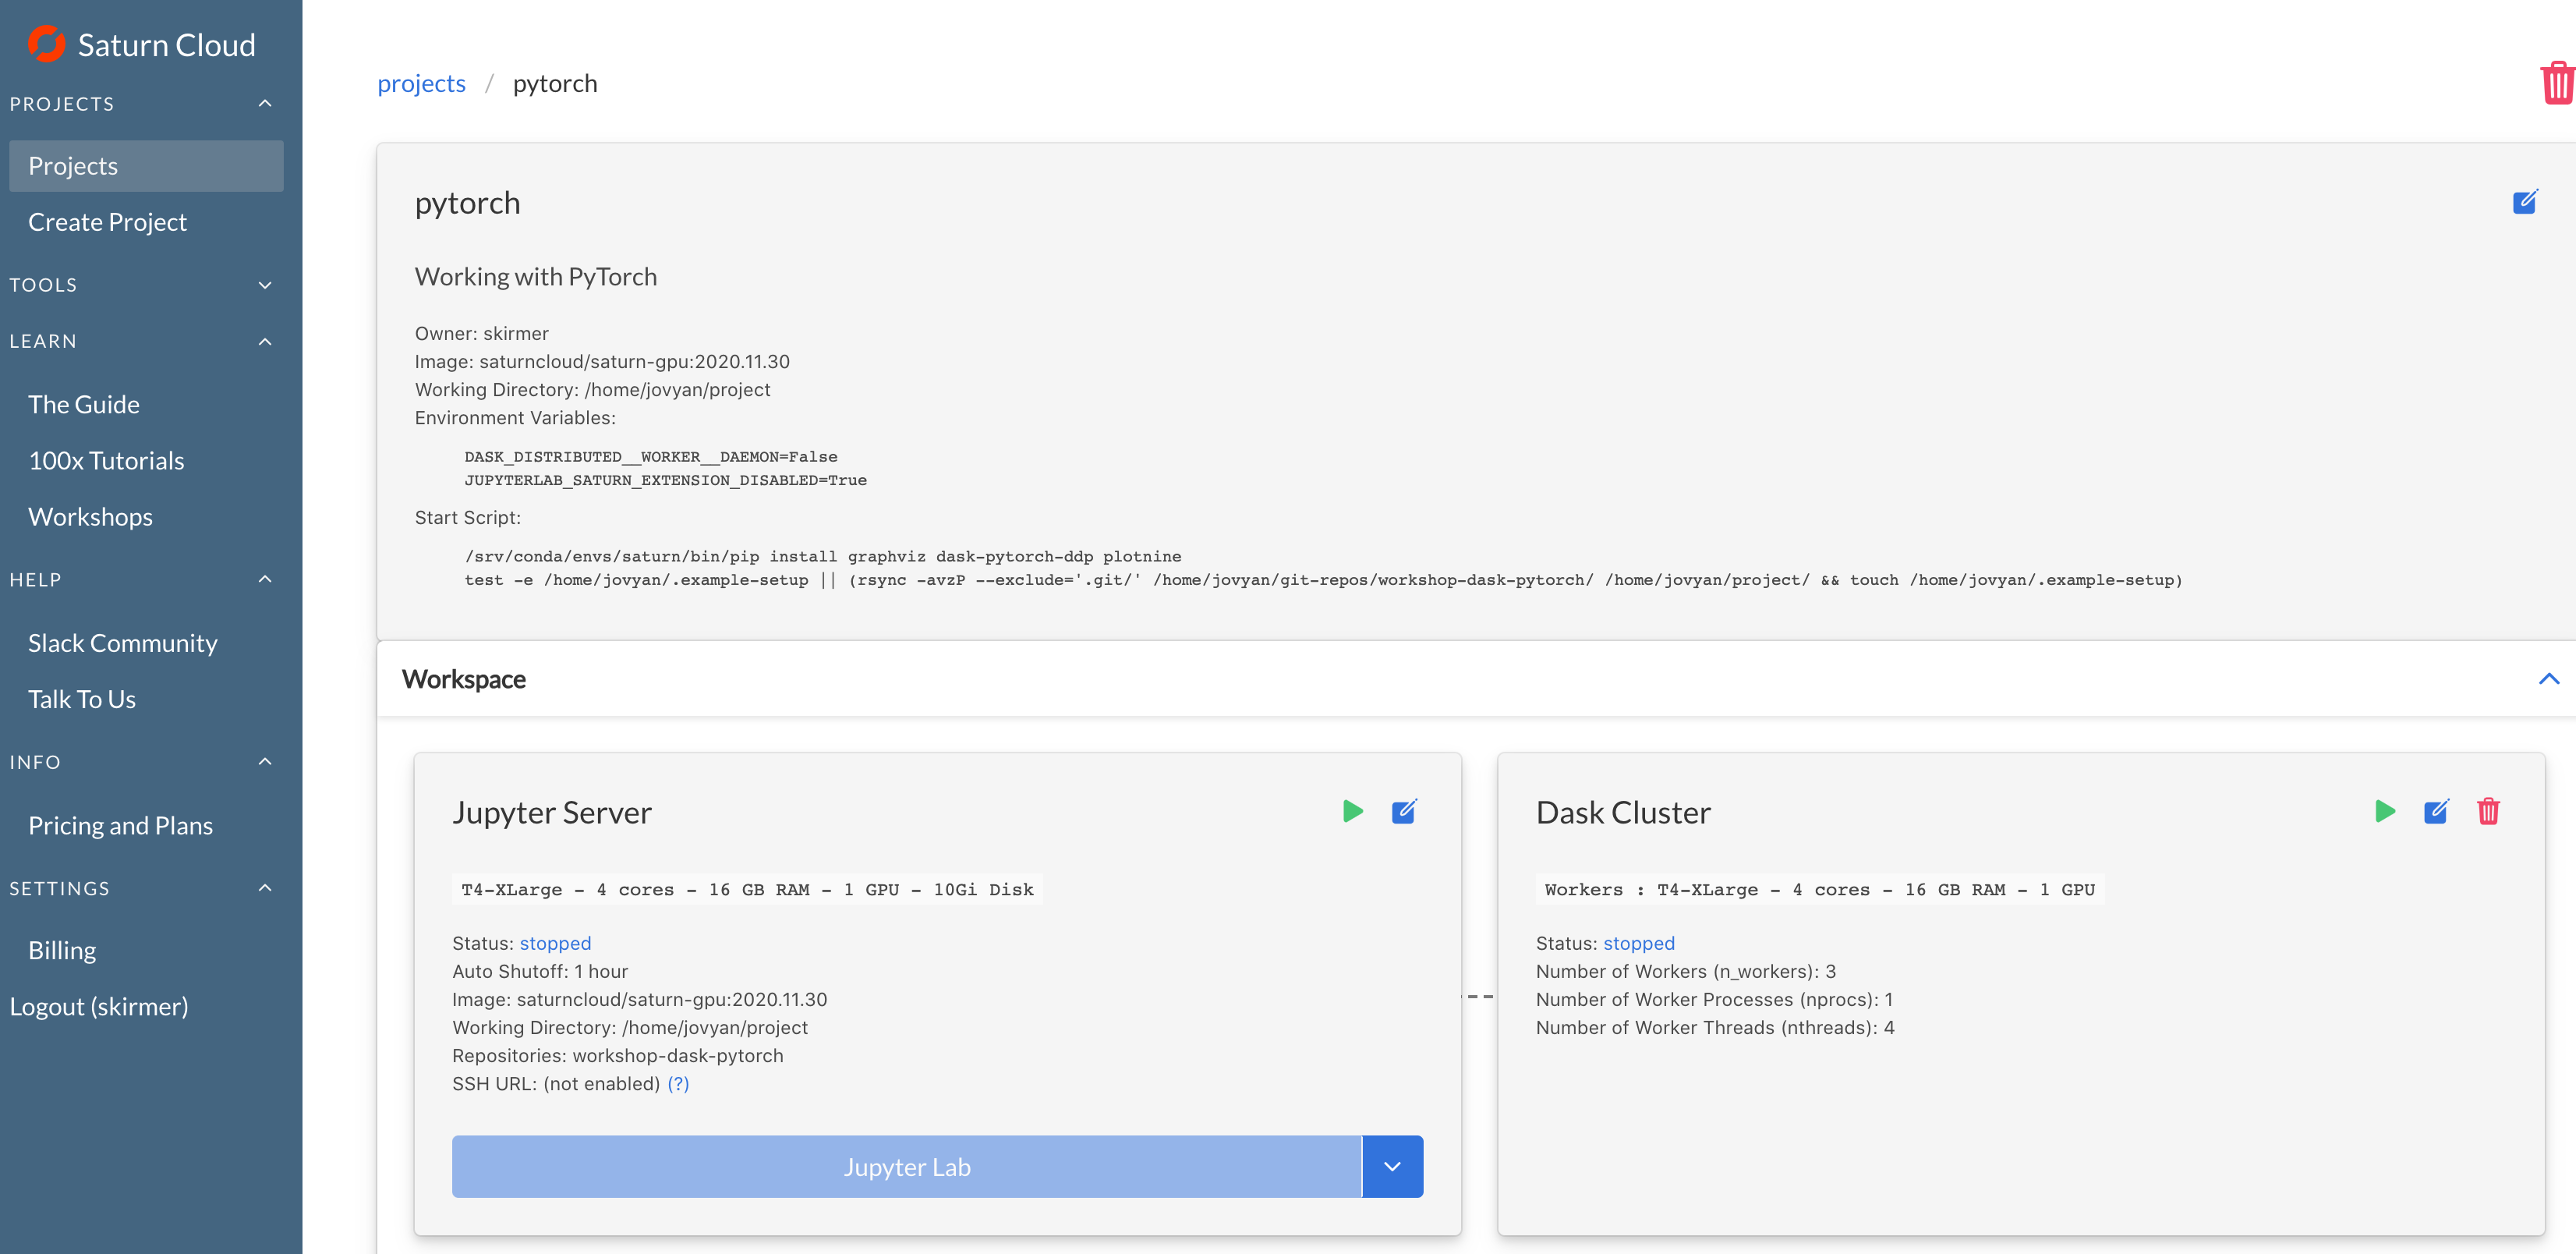 Saturn Cloud
PROJECTS
Projects
Create Project
TOOLS
LEARN
The Guide
100x Tutorials
Workshops
HELP
Slack Community
Talk To Us
INFO
Pricing and Plans
SETTINGS
Billing
Logout (skirmer)
projects / pytorch
pytorch
Working with PyTorch
Owner: skirmer
Image: saturncloud/saturn-gpu:2020.11.30
Working Directory: /home/jovyan/project
Environment Variables:
DASK_DISTRIBUTED__WORKER__DAEMON=False
JUPYTERLAB_SATURN_EXTENSION_DISABLED=True
Start Script:
/srv/conda/envs/saturn/bin/pip install graphviz dask-pytorch-ddp plotnine
test -e /home/jovyan/.example-setup || (rsync -avzP --exclude='.git/' /home/jovyan/git-repos/workshop-dask-pytorch/ /home/jovyan/project/ && touch /home/jovyan/.example-setup)
Workspace
Jupyter Server
T4-XLarge - 4 cores - 16 GB RAM - 1 GPU - 10Gi Disk
Status: stopped
Auto Shutoff: 1 hour
Image: saturncloud/saturn-gpu:2020.11.30
Working Directory: /home/jovyan/project
Repositories: workshop-dask-pytorch
SSH URL: (not enabled) (?)
Jupyter Lab
Dask Cluster
Workers : T4-XLarge - 4 cores - 16 GB RAM - 1 GPU
Status: stopped
Number of Workers (n_workers): 3
Number of Worker Processes (nprocs): 1
Number of Worker Threads (nthreads): 4